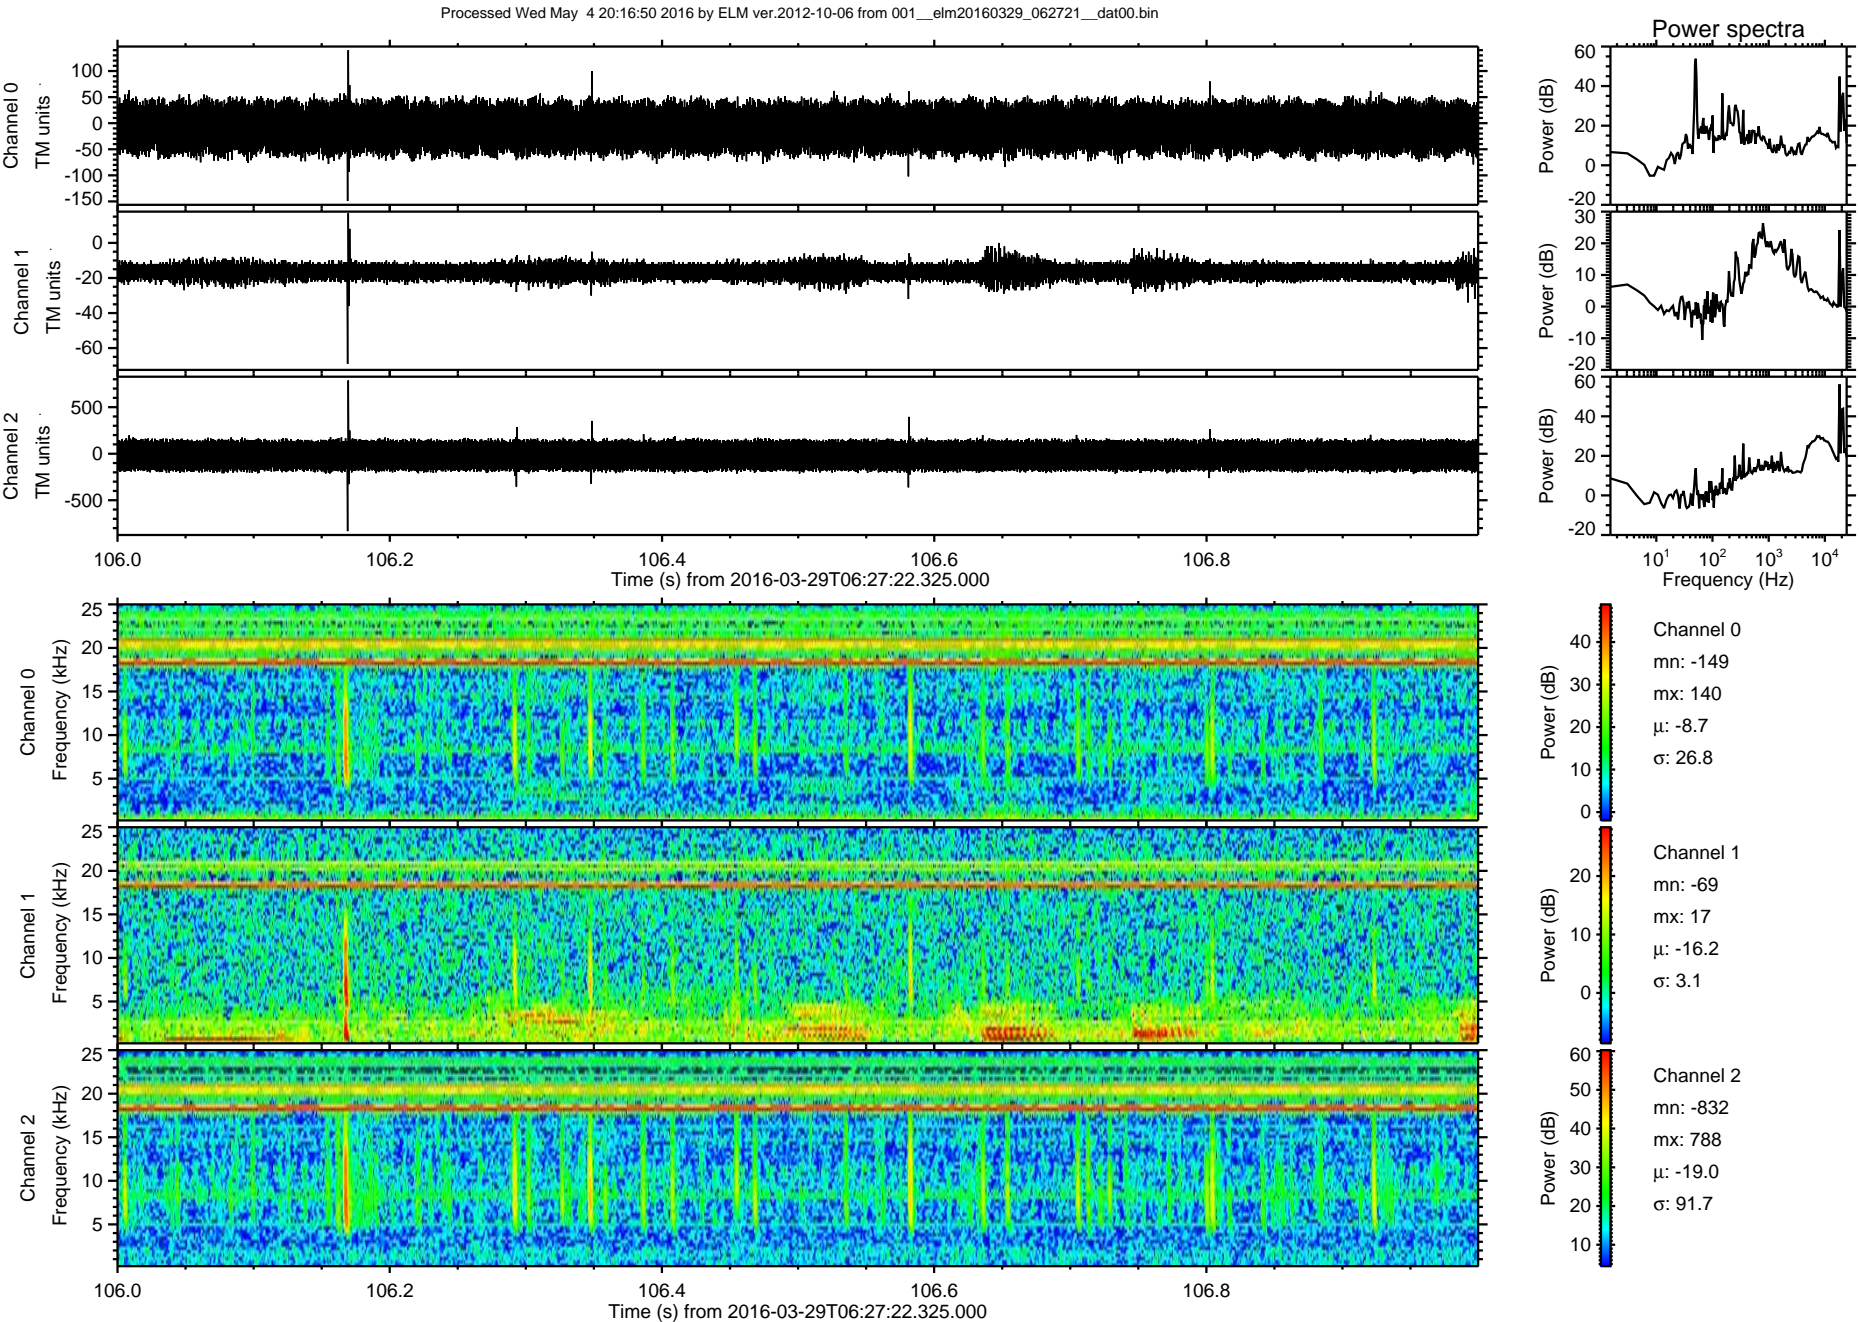 Processed Wed May  4 20:16:50 2016 by ELM ver.2012-10-06 from 001__elm20160329_062721__dat00.bin
Power spectra
Channel 0
TM units
100
50
0
-50
-100
-150
Power (dB)
60
40
20
0
-20
Channel 1
TM units
0
-20
-40
-60
Power (dB)
30
20
10
0
-10
-20
Channel 2
TM units
500
0
-500
Power (dB)
60
40
20
0
-20
106.0
106.2
106.4
106.6
106.8
Time (s) from 2016-03-29T06:27:22.325.000
10¹
10²
10³
10⁴
Frequency (Hz)
Channel 0
Frequency (kHz)
25
20
15
10
5
Power (dB)
40
30
20
10
0
Channel 0
mn: -149
mx: 140
μ: -8.7
σ: 26.8
Channel 1
Frequency (kHz)
25
20
15
10
5
Power (dB)
20
10
0
Channel 1
mn: -69
mx: 17
μ: -16.2
σ: 3.1
Channel 2
Frequency (kHz)
25
20
15
10
5
Power (dB)
60
50
40
30
20
10
Channel 2
mn: -832
mx: 788
μ: -19.0
σ: 91.7
106.0
106.2
106.4
106.6
106.8
Time (s) from 2016-03-29T06:27:22.325.000